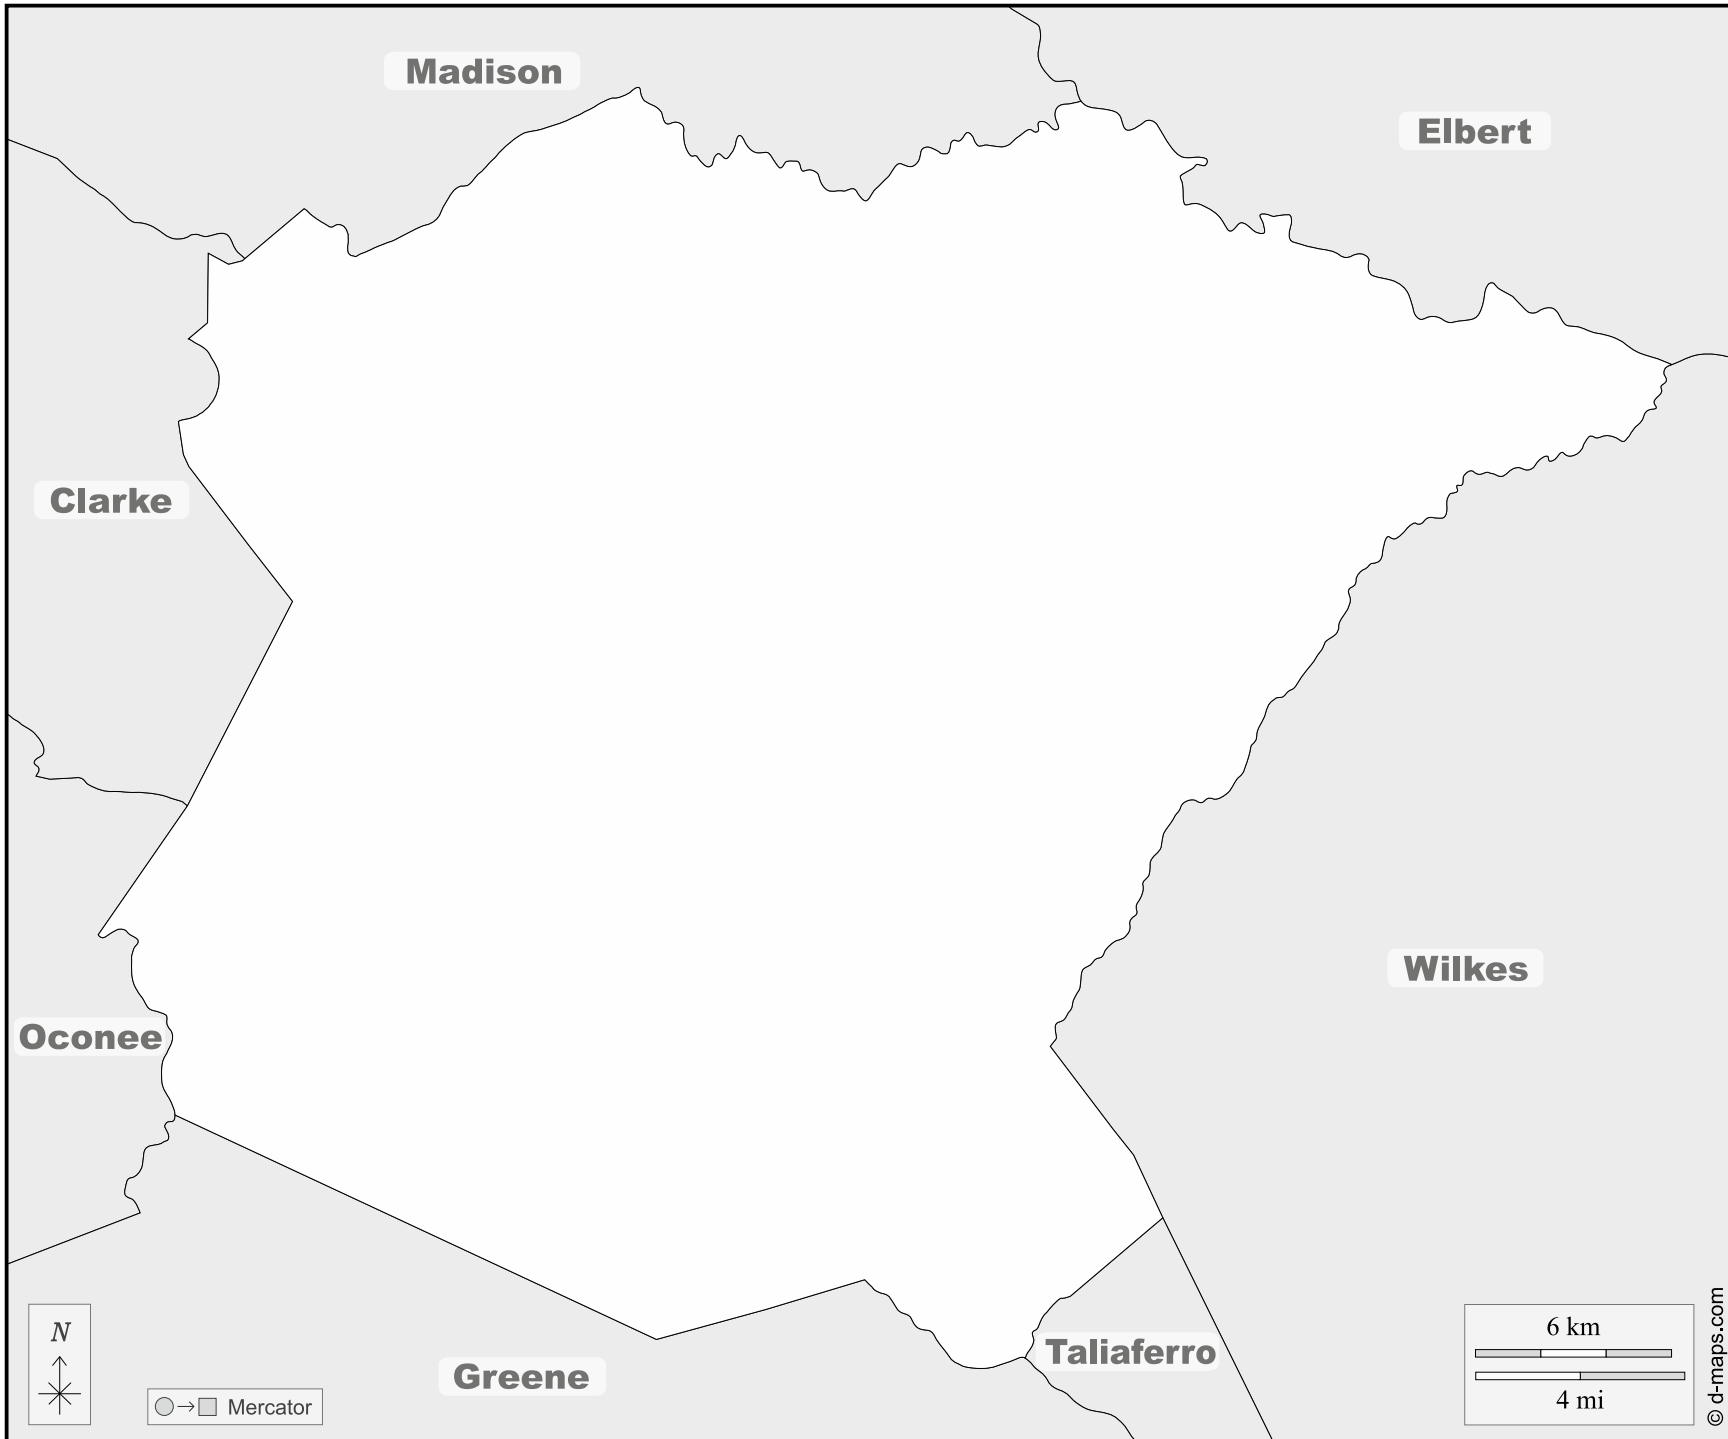 Madison
Elbert
Clarke
Wilkes
Oconee
Taliaferro
Greene
N
Mercator
6 km
4 mi
© d-maps.com